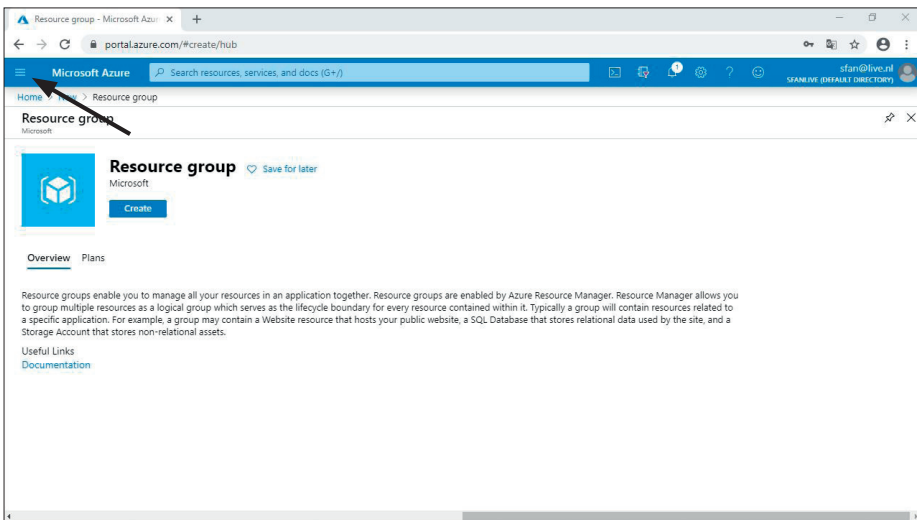 Resource group - Microsoft Azur
portal.azure.com/#create/hub
Microsoft Azure
Search resources, services, and docs (G+/)
1
sfan@live.nl
SFANLIVE (DEFAULT DIRECTORY)
Home > New > Resource group
Resource group
Microsoft
Resource group
Save for later
Microsoft
Create
Overview Plans
Resource groups enable you to manage all your resources in an application together. Resource groups are enabled by Azure Resource Manager. Resource Manager allows you
to group multiple resources as a logical group which serves as the lifecycle boundary for every resource contained within it. Typically a group will contain resources related to
a specific application. For example, a group may contain a Website resource that hosts your public website, a SQL Database that stores relational data used by the site, and a
Storage Account that stores non-relational assets.
Useful Links
Documentation